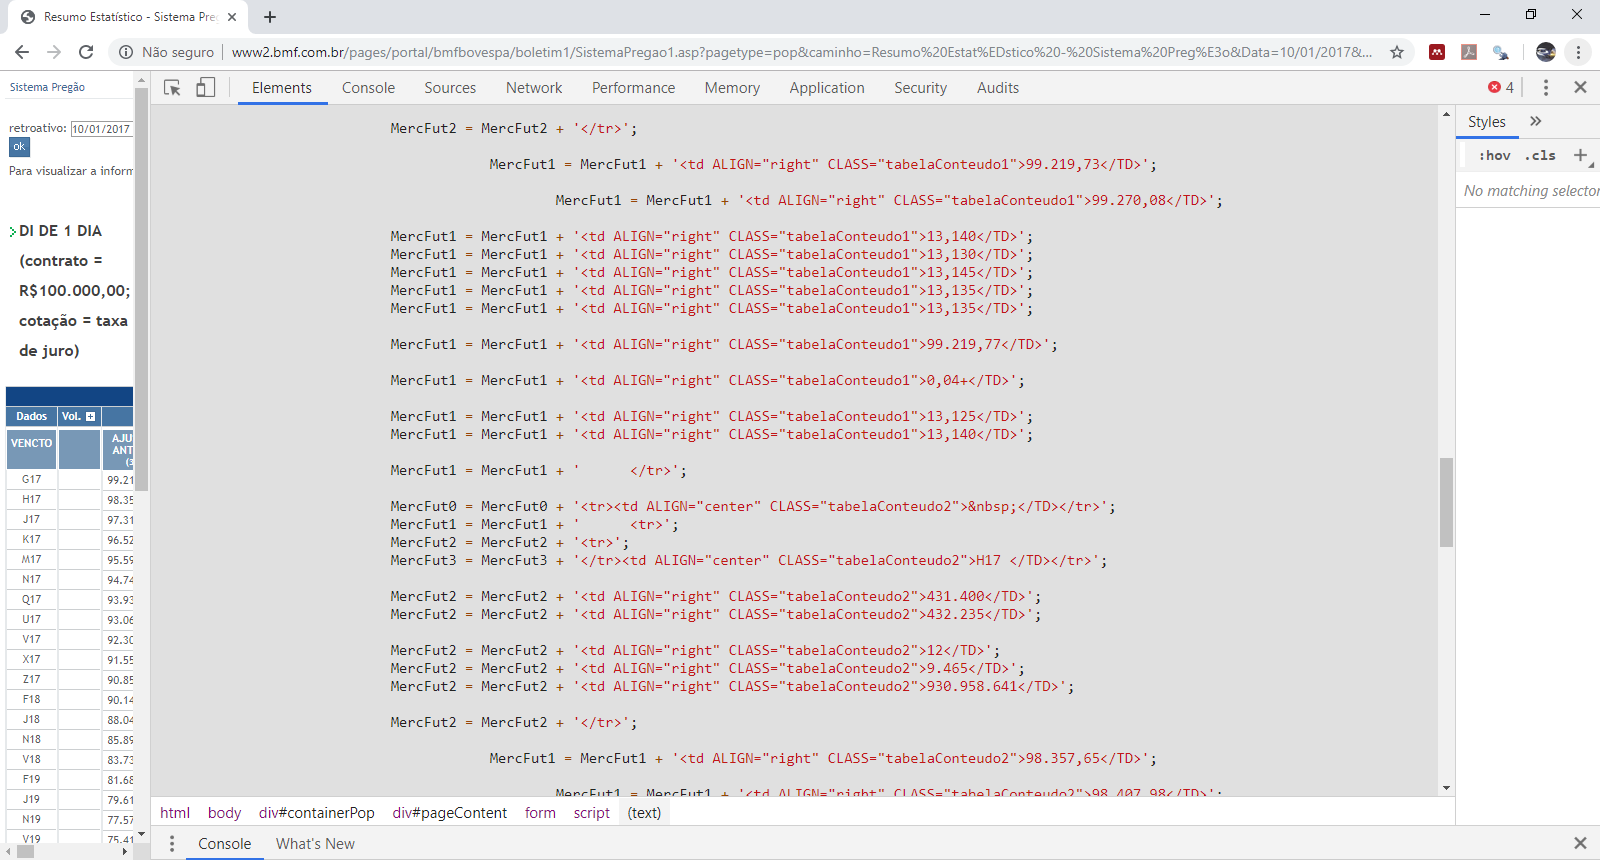 Resumo Estatístico - Sistema Pre
Não seguro
www2.bmf.com.br/pages/portal/bmfbovespa/boletim1/SistemaPregao1.asp?pagetype=pop&caminho=Resumo%20Estat%EDstico%20-%20Sistema%20Preg%E3o&Data=10/01/2017&...
Sistema Pregão
retroativo: 10/01/2017
ok
Para visualizar a inform
DI DE 1 DIA
(contrato =
R$100.000,00;
cotação = taxa
de juro)
Dados Vol.
VENCTO AJU
ANT
(3
G17 99.21
H17 98.35
J17 97.31
K17 96.52
M17 95.59
N17 94.74
Q17 93.93
U17 93.06
V17 92.30
X17 91.55
Z17 90.85
F18 90.14
J18 88.04
N18 85.89
V18 83.73
F19 81.68
J19 79.61
N19 77.57
V19 75.41
Elements Console Sources Network Performance Memory Application Security Audits 4
MercFut2 = MercFut2 + '</tr>';
MercFut1 = MercFut1 + '<td ALIGN="right" CLASS="tabelaConteudo1">99.219,73</TD>';
MercFut1 = MercFut1 + '<td ALIGN="right" CLASS="tabelaConteudo1">99.270,08</TD>';
MercFut1 = MercFut1 + '<td ALIGN="right" CLASS="tabelaConteudo1">13,140</TD>';
MercFut1 = MercFut1 + '<td ALIGN="right" CLASS="tabelaConteudo1">13,130</TD>';
MercFut1 = MercFut1 + '<td ALIGN="right" CLASS="tabelaConteudo1">13,145</TD>';
MercFut1 = MercFut1 + '<td ALIGN="right" CLASS="tabelaConteudo1">13,135</TD>';
MercFut1 = MercFut1 + '<td ALIGN="right" CLASS="tabelaConteudo1">13,135</TD>';
MercFut1 = MercFut1 + '<td ALIGN="right" CLASS="tabelaConteudo1">99.219,77</TD>';
MercFut1 = MercFut1 + '<td ALIGN="right" CLASS="tabelaConteudo1">0,04+</TD>';
MercFut1 = MercFut1 + '<td ALIGN="right" CLASS="tabelaConteudo1">13,125</TD>';
MercFut1 = MercFut1 + '<td ALIGN="right" CLASS="tabelaConteudo1">13,140</TD>';
MercFut1 = MercFut1 + '      </tr>';
MercFut0 = MercFut0 + '<tr><td ALIGN="center" CLASS="tabelaConteudo2">&nbsp;</TD></tr>';
MercFut1 = MercFut1 + '      <tr>';
MercFut2 = MercFut2 + '<tr>';
MercFut3 = MercFut3 + '</tr><td ALIGN="center" CLASS="tabelaConteudo2">H17 </TD></tr>';
MercFut2 = MercFut2 + '<td ALIGN="right" CLASS="tabelaConteudo2">431.400</TD>';
MercFut2 = MercFut2 + '<td ALIGN="right" CLASS="tabelaConteudo2">432.235</TD>';
MercFut2 = MercFut2 + '<td ALIGN="right" CLASS="tabelaConteudo2">12</TD>';
MercFut2 = MercFut2 + '<td ALIGN="right" CLASS="tabelaConteudo2">9.465</TD>';
MercFut2 = MercFut2 + '<td ALIGN="right" CLASS="tabelaConteudo2">930.958.641</TD>';
MercFut2 = MercFut2 + '</tr>';
MercFut1 = MercFut1 + '<td ALIGN="right" CLASS="tabelaConteudo2">98.357,65</TD>';
MercFut1 = MercFut1 + '<td ALIGN="right" CLASS="tabelaConteudo2">98.407,98</TD>';
Styles
:hov .cls
No matching selector
html body div#containerPop div#pageContent form script (text)
Console What's New